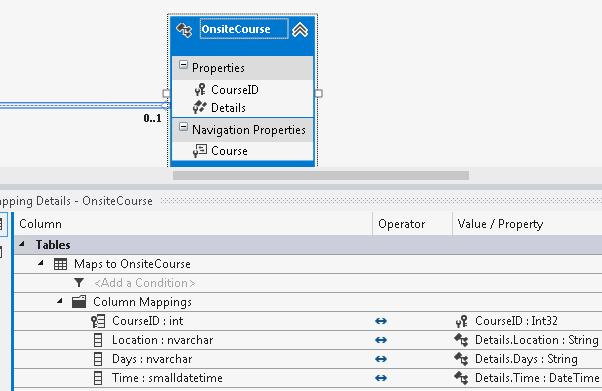 OnsiteCourse
Properties
CourseID
Details
0..1
Navigation Properties
Course
apping Details - OnsiteCourse
Column Operator Value / Property
Tables
Maps to OnsiteCourse
<Add a Condition>
Column Mappings
CourseID : int CourseID : Int32
Location : nvarchar Details.Location : String
Days : nvarchar Details.Days : String
Time : smalldatetime Details.Time : DateTime